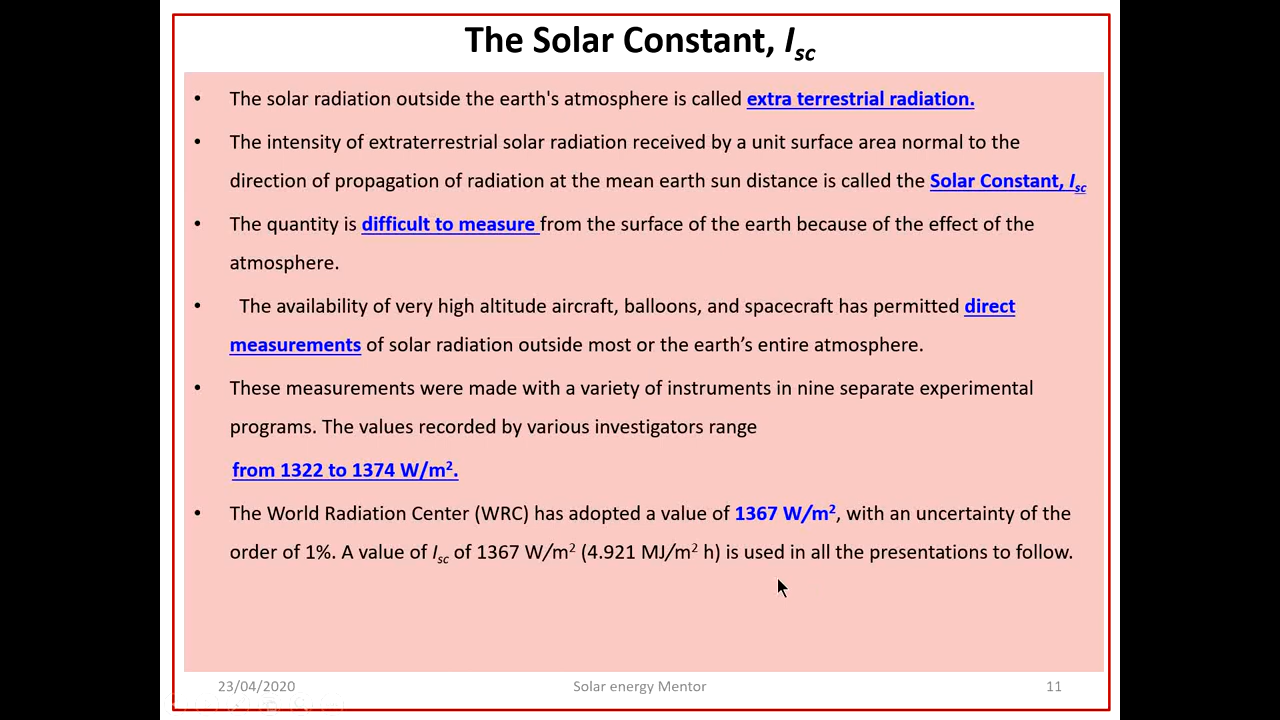 The Solar Constant, Isc
• The solar radiation outside the earth's atmosphere is called extra terrestrial radiation.
• The intensity of extraterrestrial solar radiation received by a unit surface area normal to the
direction of propagation of radiation at the mean earth sun distance is called the Solar Constant, Isc
• The quantity is difficult to measure from the surface of the earth because of the effect of the
atmosphere.
• The availability of very high altitude aircraft, balloons, and spacecraft has permitted direct
measurements of solar radiation outside most or the earth’s entire atmosphere.
• These measurements were made with a variety of instruments in nine separate experimental
programs. The values recorded by various investigators range
from 1322 to 1374 W/m².
• The World Radiation Center (WRC) has adopted a value of 1367 W/m², with an uncertainty of the
order of 1%. A value of Isc of 1367 W/m² (4.921 MJ/m² h) is used in all the presentations to follow.
23/04/2020 Solar energy Mentor 11